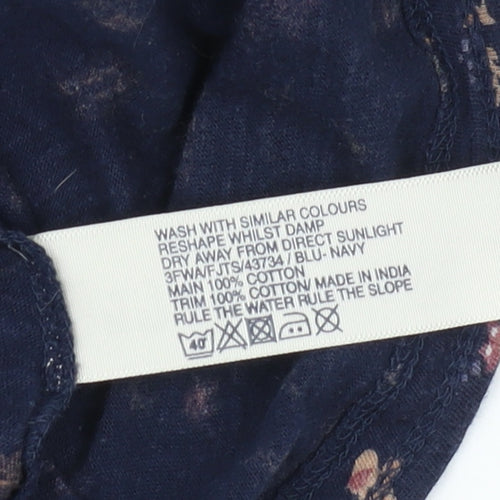 WASH WITH SIMILAR COLOURS
RESHAPE WHILST DAMP
DRY AWAY FROM DIRECT SUNLIGHT
3FWA/FJTS/43734 / BLU- NAVY
MAIN 100% COTTON
TRIM 100% COTTON/ MADE IN INDIA
RULE THE WATER RULE THE SLOPE
40